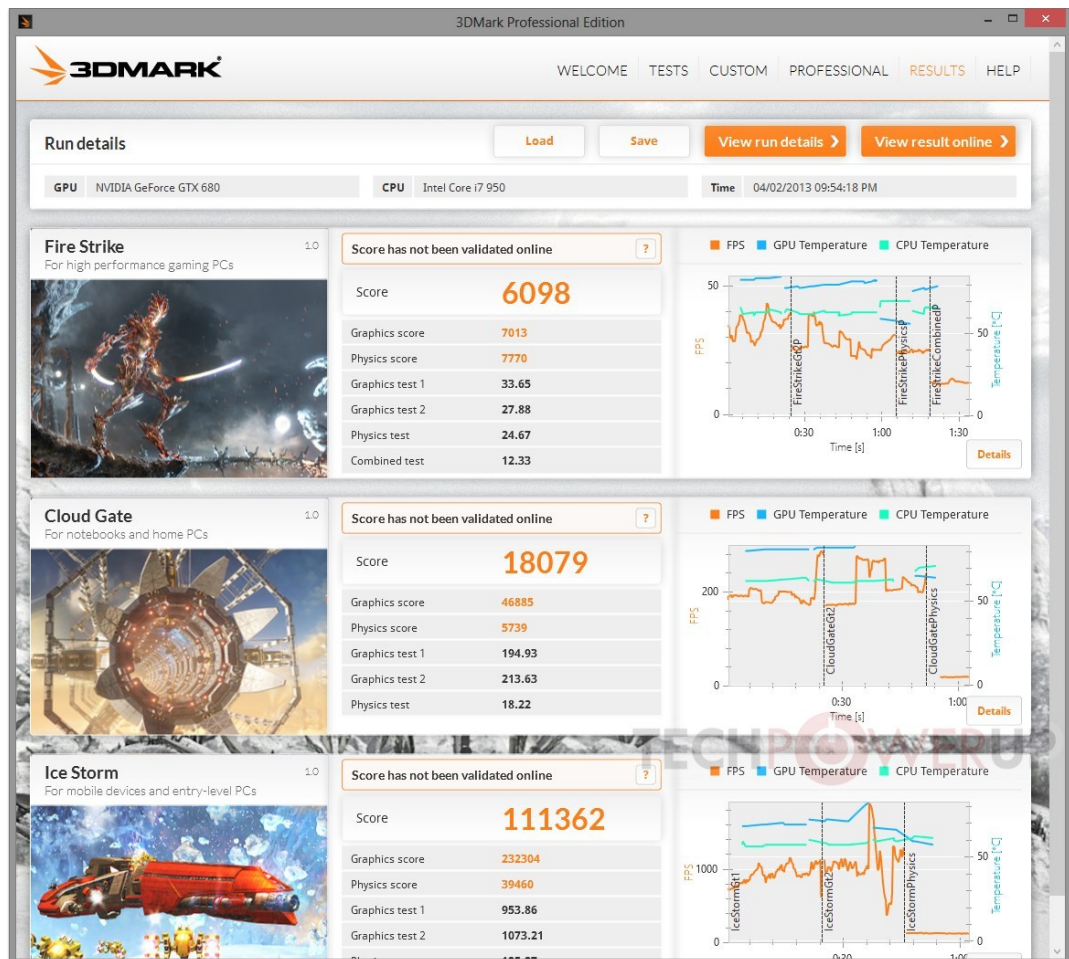 3DMark Professional Edition
3DMARK
WELCOME TESTS CUSTOM PROFESSIONAL RESULTS HELP
Run details
Load Save View run details View result online
GPU NVIDIA GeForce GTX 680 CPU Intel Core i7 950 Time 04/02/2013 09:54:18 PM
Fire Strike 1.0
For high performance gaming PCs
Score has not been validated online ?
Score 6098
Graphics score 7013
Physics score 7770
Graphics test 1 33.65
Graphics test 2 27.88
Physics test 24.67
Combined test 12.33
FPS GPU Temperature CPU Temperature
50
0
FPS
FireStrikeGt2P
FireStrikePhysicsP
FireStrikeCombinedP
50
0
Temperature [°C]
0:30 1:00 1:30
Time [s]
Details
Cloud Gate 1.0
For notebooks and home PCs
Score has not been validated online ?
Score 18079
Graphics score 46885
Physics score 5739
Graphics test 1 194.93
Graphics test 2 213.63
Physics test 18.22
FPS GPU Temperature CPU Temperature
200
0
FPS
CloudGateGt2
CloudGatePhysics
50
0
Temperature [°C]
0:30 1:00
Time [s]
Details
TECHPOWERUP
Ice Storm 1.0
For mobile devices and entry-level PCs
Score has not been validated online ?
Score 111362
Graphics score 232304
Physics score 39460
Graphics test 1 953.86
Graphics test 2 1073.21
FPS GPU Temperature CPU Temperature
1000
0
FPS
IceStormGt1
IceStormGt2
IceStormPhysics
50
0
Temperature [°C]